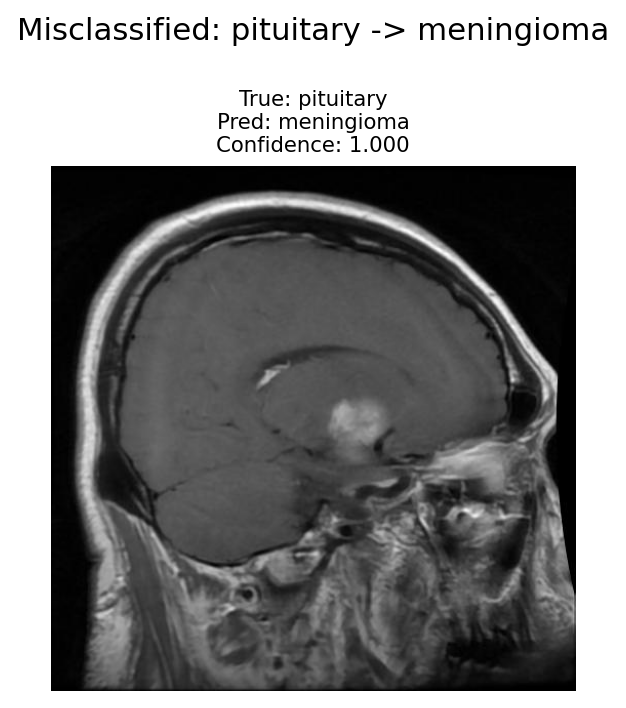 Misclassified: pituitary -> meningioma
True: pituitary
Pred: meningioma
Confidence: 1.000